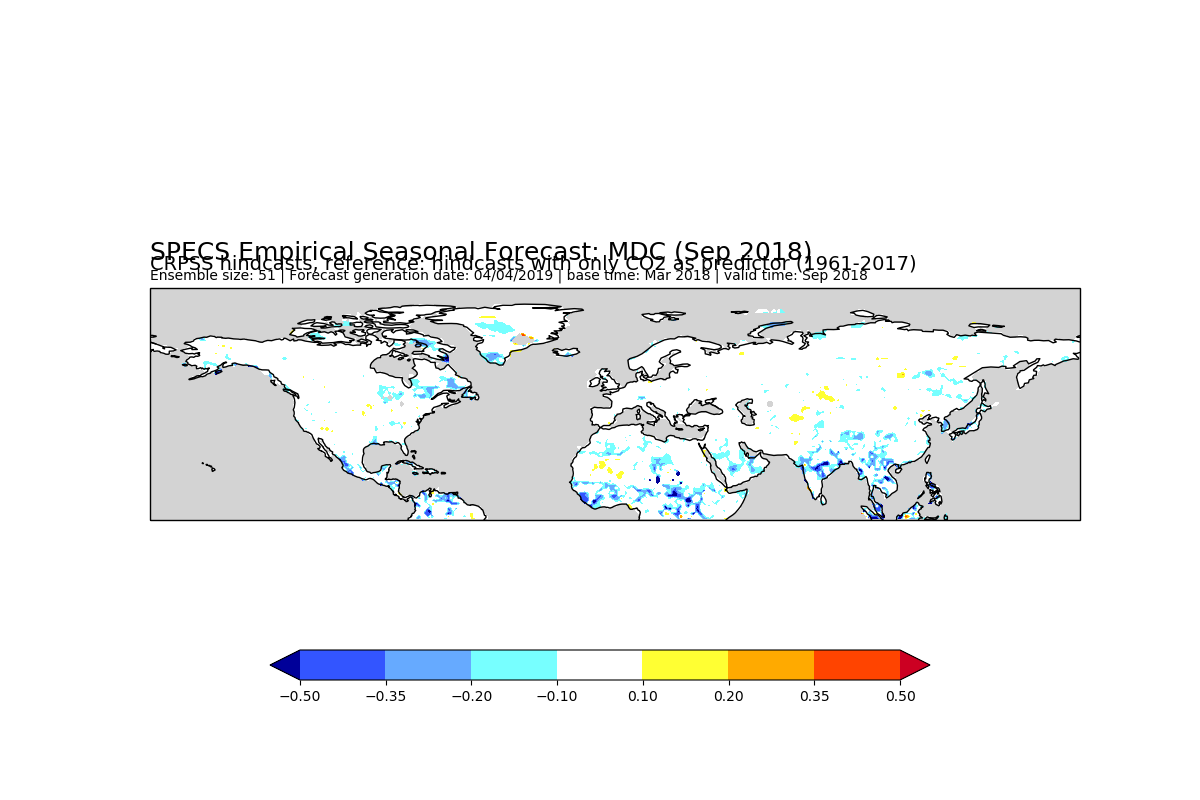 SPECS Empirical Seasonal Forecast: MDC (Sep 2018)
CRPSS hindcasts, reference: hindcasts with only CO2 as predictor (1961-2017)
Ensemble size: 51 | Forecast generation date: 04/04/2019 | base time: Mar 2018 | valid time: Sep 2018
−0.50 −0.35 −0.20 −0.10 0.10 0.20 0.35 0.50